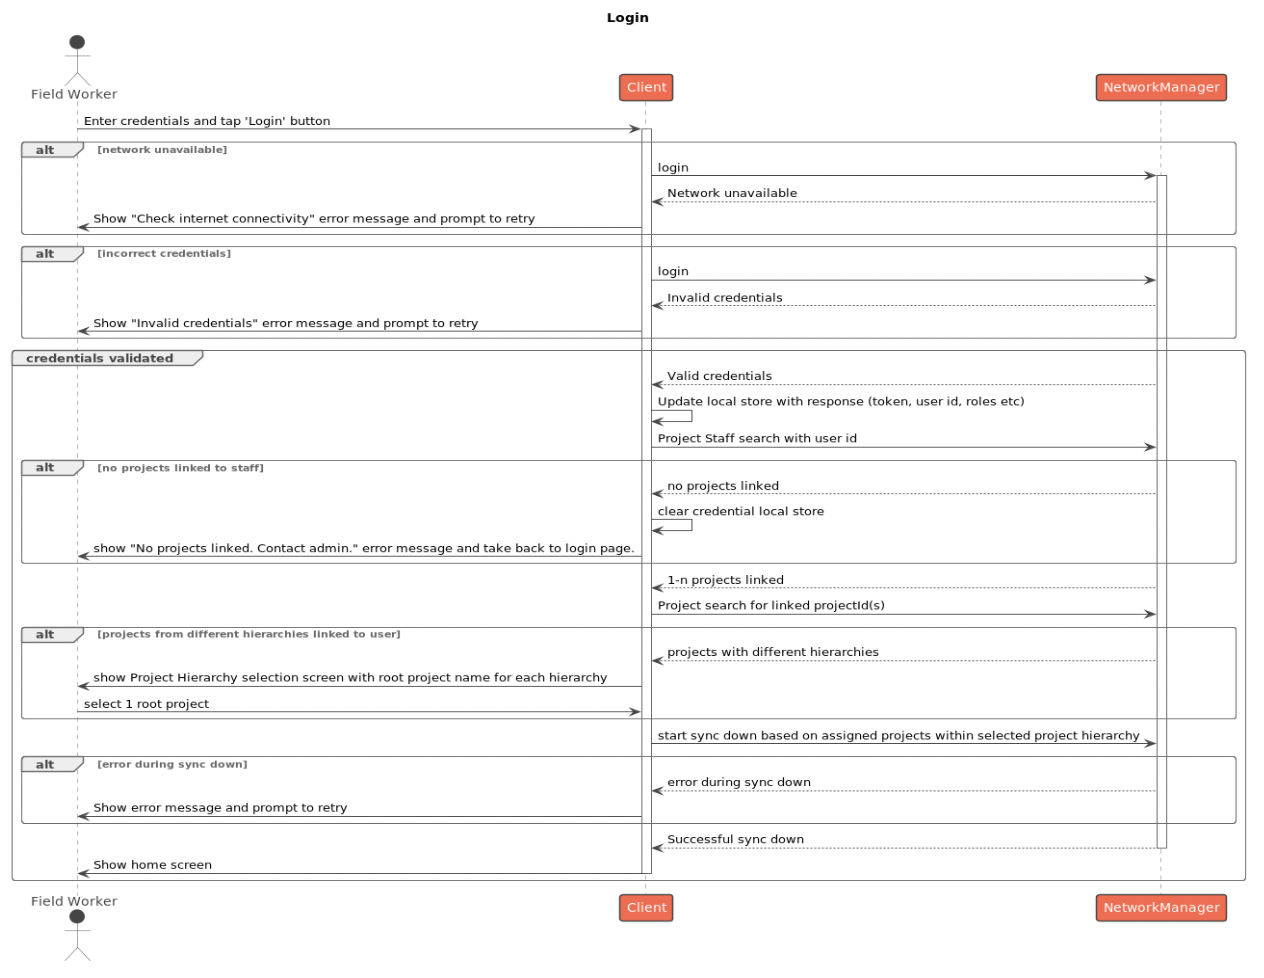 Login
Field Worker
Client
NetworkManager
Enter credentials and tap 'Login' button
alt
[network unavailable]
login
Network unavailable
Show "Check internet connectivity" error message and prompt to retry
alt
[incorrect credentials]
login
Invalid credentials
Show "Invalid credentials" error message and prompt to retry
credentials validated
Valid credentials
Update local store with response (token, user id, roles etc)
Project Staff search with user id
alt
[no projects linked to staff]
no projects linked
clear credential local store
show "No projects linked. Contact admin." error message and take back to login page.
1-n projects linked
Project search for linked projectId(s)
alt
[projects from different hierarchies linked to user]
projects with different hierarchies
show Project Hierarchy selection screen with root project name for each hierarchy
select 1 root project
start sync down based on assigned projects within selected project hierarchy
alt
[error during sync down]
error during sync down
Show error message and prompt to retry
Successful sync down
Show home screen
Field Worker
Client
NetworkManager